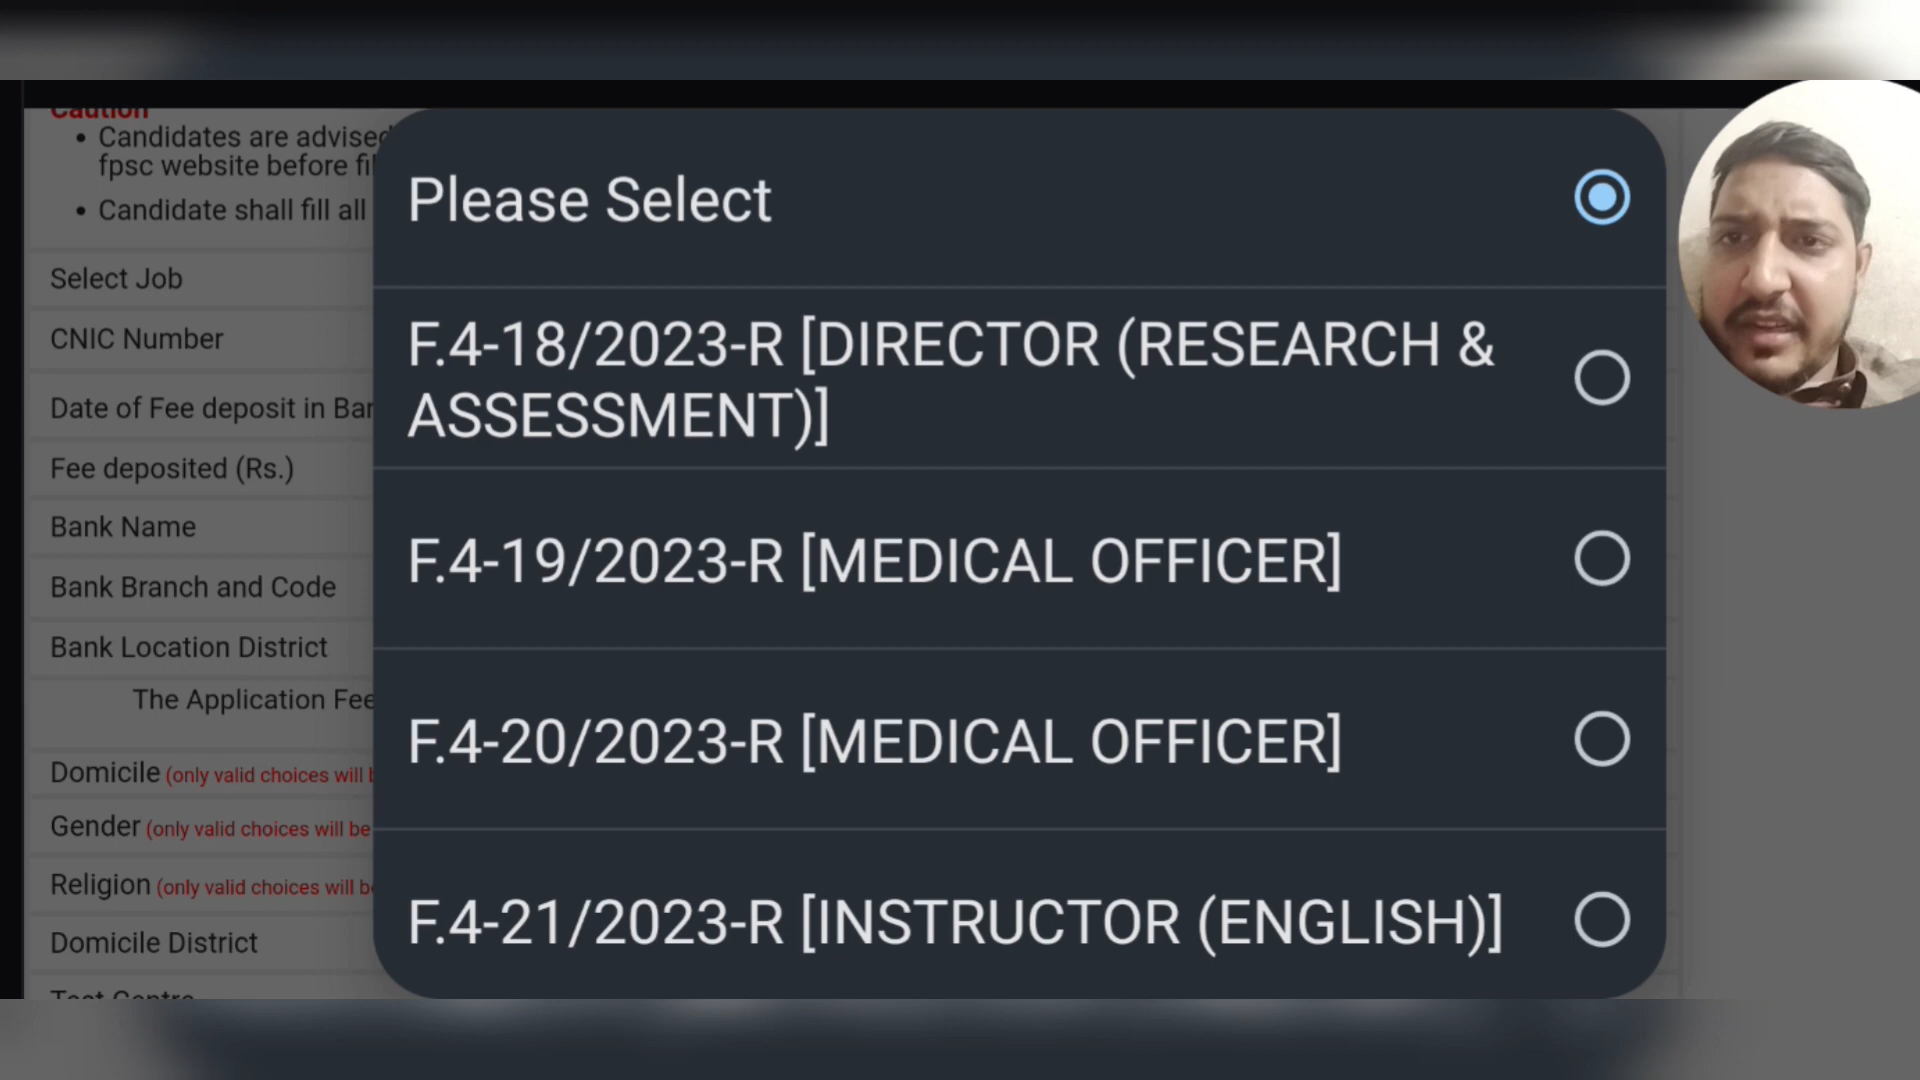 Caution
• Candidates are advised
fpsc website before
• Candidate shall fill all
Select Job
CNIC Number
Date of Fee deposit in
Fee deposited (Rs.)
Bank Name
Bank Branch and Code
Bank Location District
The Application Fee
Domicile (only valid choices will
Gender (only valid choices will be
Religion (only valid choices will
Domicile District
Test Centre
Please Select
F.4-18/2023-R [DIRECTOR (RESEARCH &
ASSESSMENT)]
F.4-19/2023-R [MEDICAL OFFICER]
F.4-20/2023-R [MEDICAL OFFICER]
F.4-21/2023-R [INSTRUCTOR (ENGLISH)]